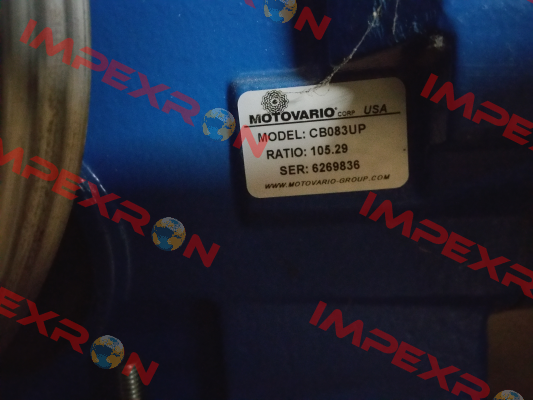 MOTOVARIO® CORP USA
MODEL: CB083UP
RATIO: 105.29
SER: 6269836
WWW.MOTOVARIO-GROUP.COM
IMPEXRON
IMPEXRON
IMPEXRON
IMPEXRON
IMPEXRON
IMPEXRON